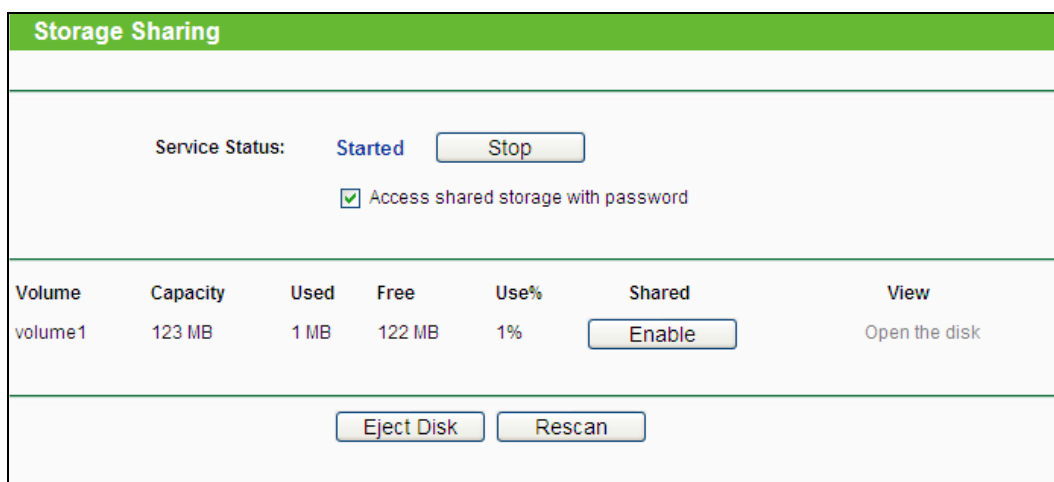 Storage Sharing
Service Status: Started Stop
Access shared storage with password
Volume Capacity Used Free Use% Shared View
volume1 123 MB 1 MB 122 MB 1% Enable Open the disk
Eject Disk Rescan